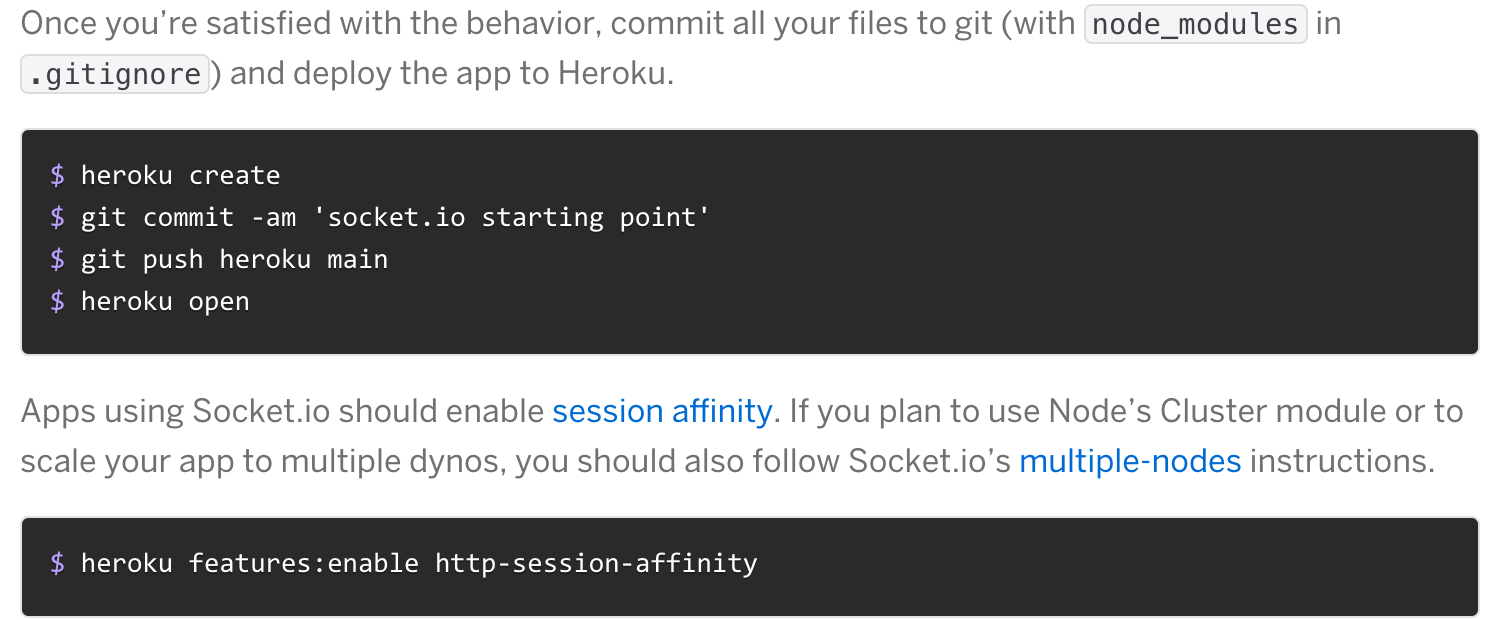 Once you’re satisfied with the behavior, commit all your files to git (with node_modules in
.gitignore) and deploy the app to Heroku.
$ heroku create
$ git commit -am 'socket.io starting point'
$ git push heroku main
$ heroku open
Apps using Socket.io should enable session affinity. If you plan to use Node’s Cluster module or to
scale your app to multiple dynos, you should also follow Socket.io’s multiple-nodes instructions.
$ heroku features:enable http-session-affinity